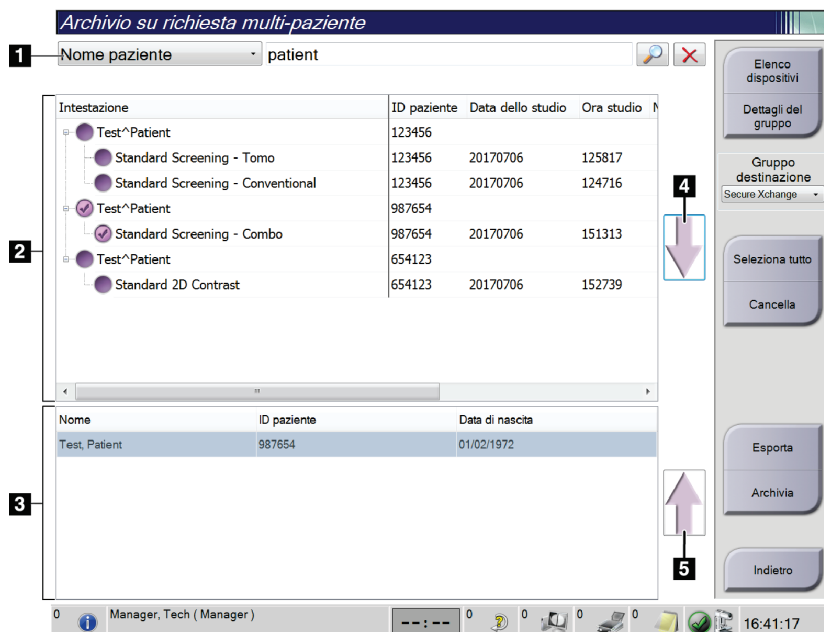 Archivio su richiesta multi-paziente
1
Nome paziente
patient
Elenco dispositivi
Dettagli del gruppo
Gruppo destinazione
Secure Xchange
Seleziona tutto
Cancella
Esporta
Archivia
Indietro
2
Intestazione ID paziente Data dello studio Ora studio
Test^Patient 123456
Standard Screening - Tomo 123456 20170706 125817
Standard Screening - Conventional 123456 20170706 124716
Test^Patient 987654
Standard Screening - Combo 987654 20170706 151313
Test^Patient 654123
Standard 2D Contrast 654123 20170706 152739
4
3
Nome ID paziente Data di nascita
Test, Patient 987654 01/02/1972
5
0 Manager, Tech ( Manager ) --:-- 0 0 0 0 16:41:17